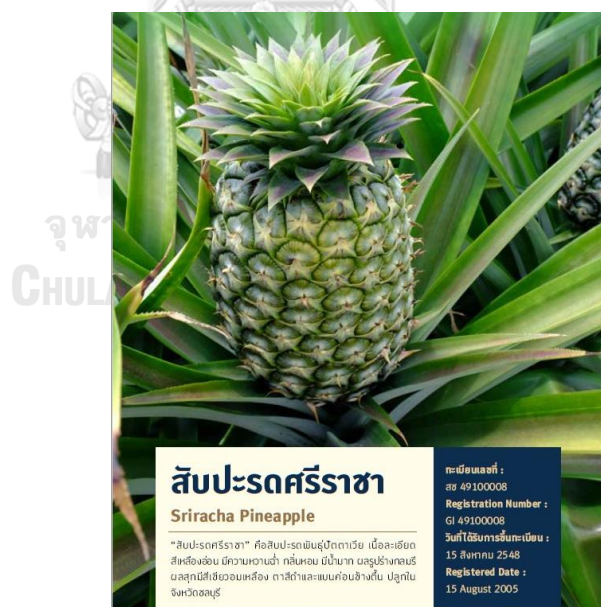 จุฬา
CHULA
สับปะรดศรีราชา
Sriracha Pineapple
"สับปะรดศรีราชา" คือสับปะรดพันธุ์ปัตตาเวีย เนื้อละเอียด
สีเหลืองอ่อน มีความหวานฉ่ำ กลิ่นหอม มีน้ำมาก ผลรูปร่างกลมรี
ผลสุกมีสีเขียวอมเหลือง ตาสีดำและแบนค่อนข้างตื้น ปลูกใน
จังหวัดชลบุรี
ทะเบียนเลขที่ :
สช 49100008
Registration Number :
GI 49100008
วันที่ได้รับการขึ้นทะเบียน :
15 สิงหาคม 2548
Registered Date :
15 August 2005